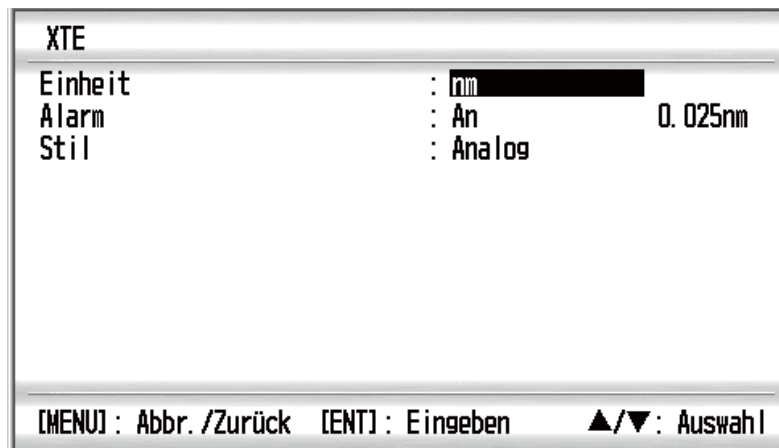 XTE
Einheit : nm
Alarm : An 0.025nm
Stil : Analog
[MENU]: Abbr./Zurück [ENT]: Eingeben ▲/▼: Auswahl